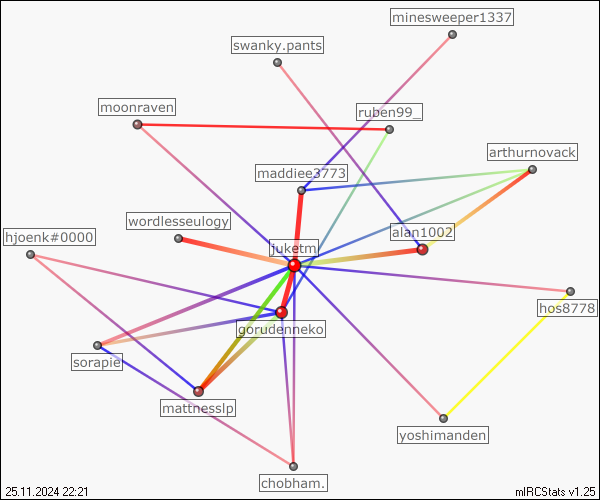 minesweeper1337
swanky.pants
moonraven
ruben99_
arthurnovack
maddiee3773
wordlesseulogy
alan1002
hjoenk#0000
juketml
hos8778
gorudenneko
sorapie
mattnesslp
yoshimanden
chobham.
25.11.2024 22:21
mIRCStats v1.25